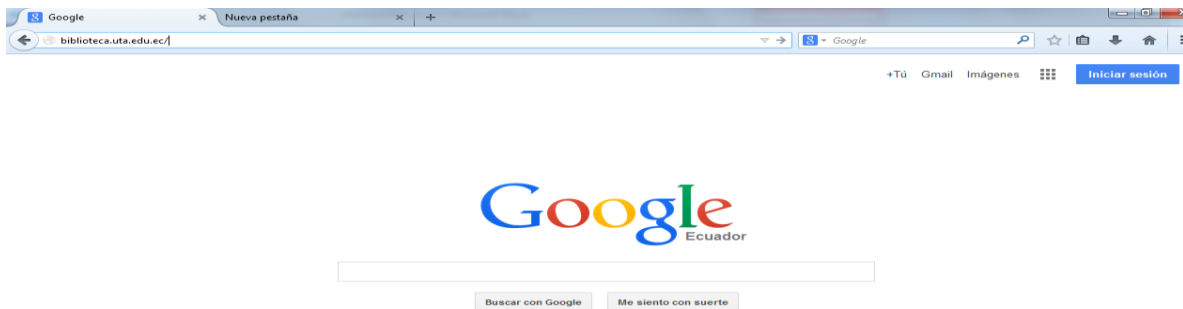 Google Nueva pestaña
biblioteca.uta.edu.ec/ Google
+Tú Gmail Imágenes Iniciar sesión
Google
Ecuador
Buscar con Google Me siento con suerte